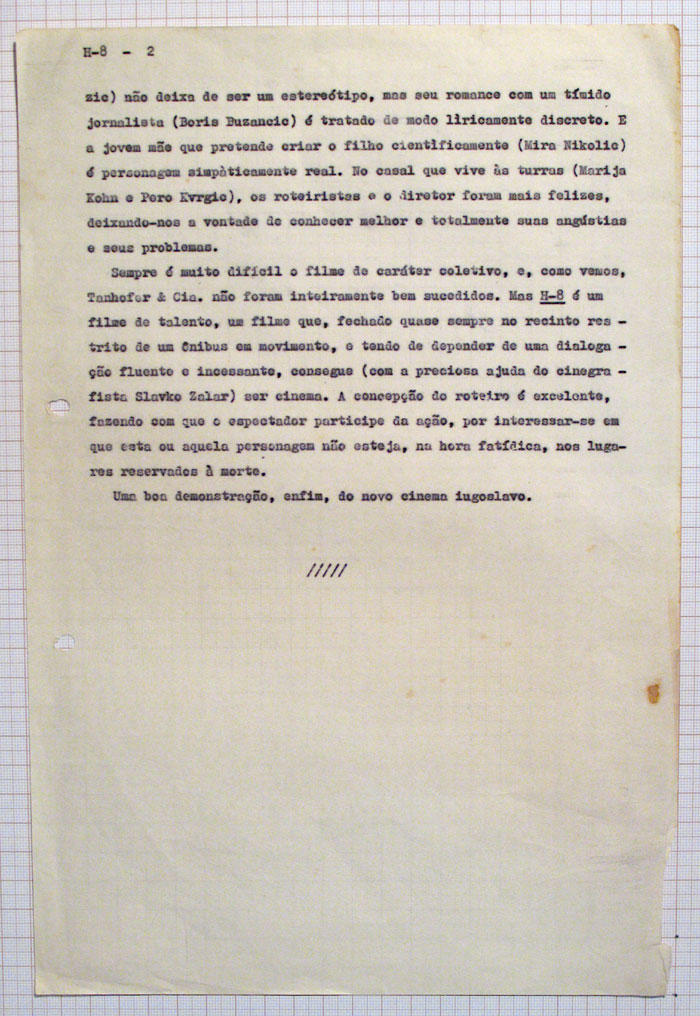 H-8 - 2
zic) não deixa de ser um estereótipo, mas seu romance com um tímido
jornalista (Boris Buzancic) é tratado de modo lìricamente discreto. E
a jovem mãe que pretende criar o filho cientìficamente (Mira Nikolic)
é personagem simpàticamente real. No casal que vive às turras (Marija
Kohn e Pero Kvrgic), os roteiristas e o diretor foram mais felizes,
deixando-nos a vontade de conhecer melhor e totalmente suas angústias
e seus problemas.
Sempre é muito difícil o filme de caráter coletivo, e, como vemos,
Tanhofer & Cia. não foram inteiramente bem sucedidos. Mas H-8 é um
filme de talento, um filme que, fechado quase sempre no recinto res -
trito de um ônibus em movimento, e tendo de depender de uma dialoga -
ção fluente e incessante, consegue (com a preciosa ajuda do cinegra -
fista Slavko Zalar) ser cinema. A concepção do roteiro é excelente,
fazendo com que o espectador participe da ação, por interessar-se em
que esta ou aquela personagem não esteja, na hora fatídica, nos luga-
res reservados à morte.
Uma boa demonstração, enfim, do novo cinema iugoslavo.
/////